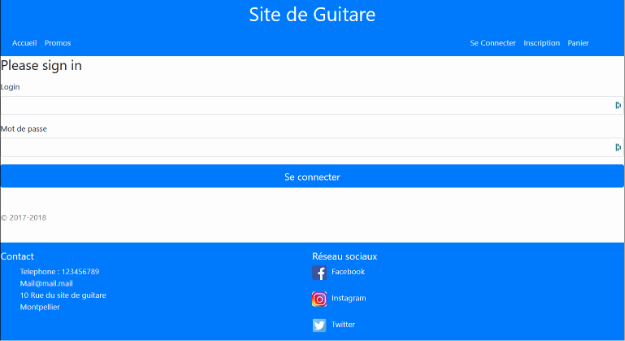 Site de Guitare
Accueil Promos Se Connecter Inscription Panier
Please sign in
Login
Mot de passe
Se connecter
© 2017-2018
Contact
Telephone : 123456789
Mail@mail.mail
10 Rue du site de guitare
Montpellier
Réseau sociaux
Facebook
Instagram
Twitter